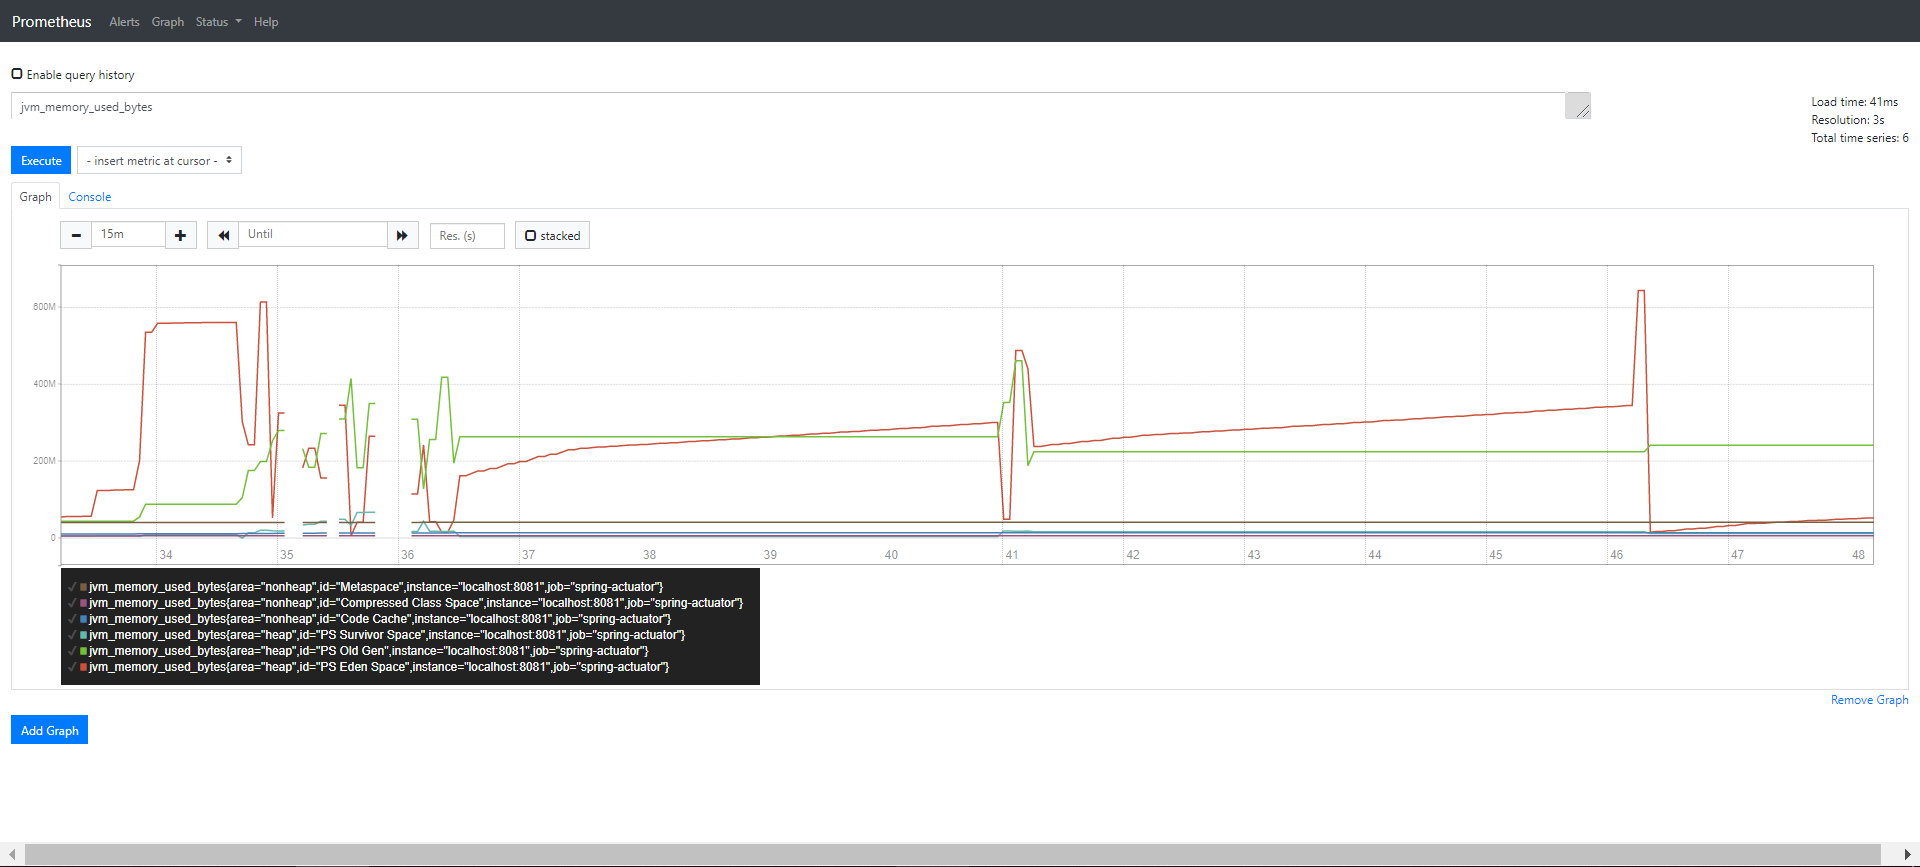 Prometheus Alerts Graph Status Help
Enable query history
jvm_memory_used_bytes
Load time: 41ms
Resolution: 3s
Total time series: 6
Execute - insert metric at cursor -
Graph Console
15m Until Res. (s) stacked
600M
400M
200M
0
34 35 36 37 38 39 40 41 42 43 44 45 46 47 48
✓ jvm_memory_used_bytes{area="nonheap",id="Metaspace",instance="localhost:8081",job="spring-actuator"}
✓ jvm_memory_used_bytes{area="nonheap",id="Compressed Class Space",instance="localhost:8081",job="spring-actuator"}
✓ jvm_memory_used_bytes{area="nonheap",id="Code Cache",instance="localhost:8081",job="spring-actuator"}
✓ jvm_memory_used_bytes{area="heap",id="PS Survivor Space",instance="localhost:8081",job="spring-actuator"}
✓ jvm_memory_used_bytes{area="heap",id="PS Old Gen",instance="localhost:8081",job="spring-actuator"}
✓ jvm_memory_used_bytes{area="heap",id="PS Eden Space",instance="localhost:8081",job="spring-actuator"}
Remove Graph
Add Graph